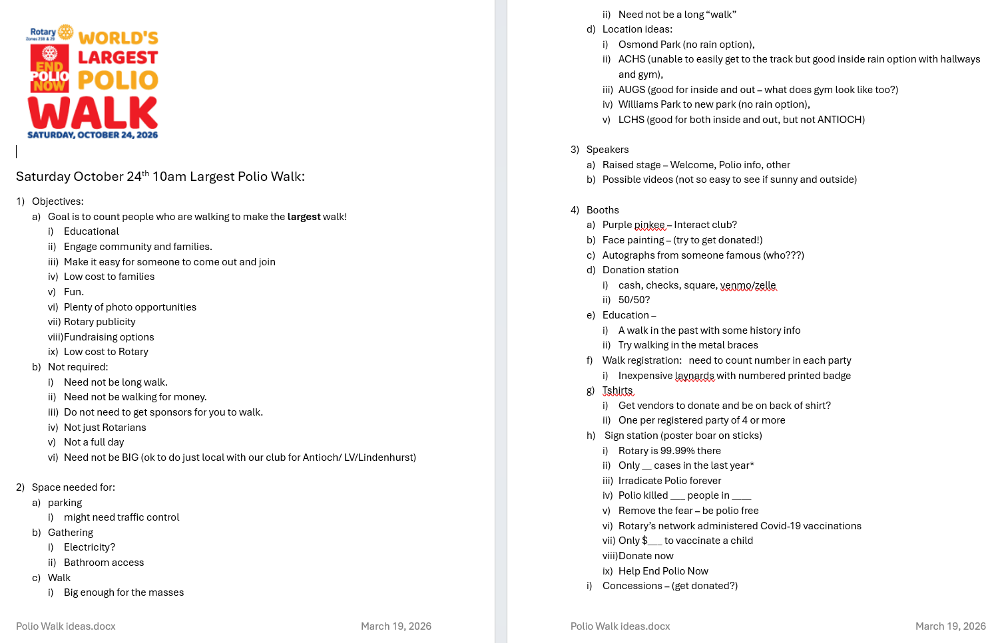 Rotary
Zones 25B & 29
END
POLIO
NOW
WORLD'S
LARGEST
POLIO
WALK
SATURDAY, OCTOBER 24, 2026
Saturday October 24th 10am Largest Polio Walk:
1) Objectives:
a) Goal is to count people who are walking to make the largest walk!
i) Educational
ii) Engage community and families.
iii) Make it easy for someone to come out and join
iv) Low cost to families
v) Fun.
vi) Plenty of photo opportunities
vii) Rotary publicity
viii)Fundraising options
ix) Low cost to Rotary
b) Not required:
i) Need not be long walk.
ii) Need not be walking for money.
iii) Do not need to get sponsors for you to walk.
iv) Not just Rotarians
v) Not a full day
vi) Need not be BIG (ok to do just local with our club for Antioch/ LV/Lindenhurst)
2) Space needed for:
a) parking
i) might need traffic control
b) Gathering
i) Electricity?
ii) Bathroom access
c) Walk
i) Big enough for the masses
Polio Walk ideas.docx March 19, 2026
ii) Need not be a long “walk”
d) Location ideas:
i) Osmond Park (no rain option),
ii) ACHS (unable to easily get to the track but good inside rain option with hallways
and gym),
iii) AUGS (good for inside and out – what does gym look like too?)
iv) Williams Park to new park (no rain option),
v) LCHS (good for both inside and out, but not ANTIOCH)
3) Speakers
a) Raised stage – Welcome, Polio info, other
b) Possible videos (not so easy to see if sunny and outside)
4) Booths
a) Purple pinkee – Interact club?
b) Face painting – (try to get donated!)
c) Autographs from someone famous (who???)
d) Donation station
i) cash, checks, square, venmo/zelle
ii) 50/50?
e) Education –
i) A walk in the past with some history info
ii) Try walking in the metal braces
f) Walk registration: need to count number in each party
i) Inexpensive laynards with numbered printed badge
g) Tshirts
i) Get vendors to donate and be on back of shirt?
ii) One per registered party of 4 or more
h) Sign station (poster boar on sticks)
i) Rotary is 99.99% there
ii) Only __ cases in the last year*
iii) Irradicate Polio forever
iv) Polio killed ___ people in ____
v) Remove the fear – be polio free
vi) Rotary’s network administered Covid-19 vaccinations
vii) Only $___ to vaccinate a child
viii)Donate now
ix) Help End Polio Now
i) Concessions – (get donated?)
Polio Walk ideas.docx March 19, 2026